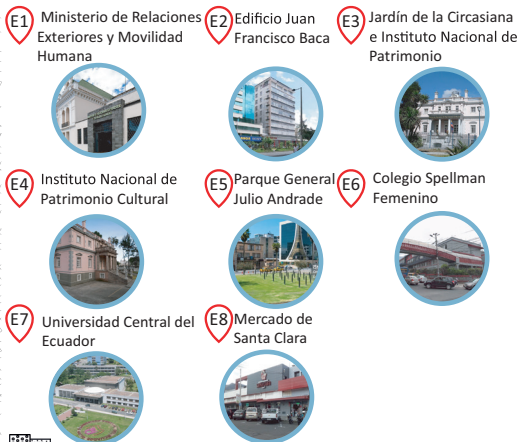 E1 Ministerio de Relaciones
Exteriores y Movilidad
Humana
E2 Edificio Juan
Francisco Baca
E3 Jardín de la Circasiana
e Instituto Nacional de
Patrimonio
E4 Instituto Nacional de
Patrimonio Cultural
E5 Parque General
Julio Andrade
E6 Colegio Spellman
Femenino
E7 Universidad Central del
Ecuador
E8 Mercado de
Santa Clara